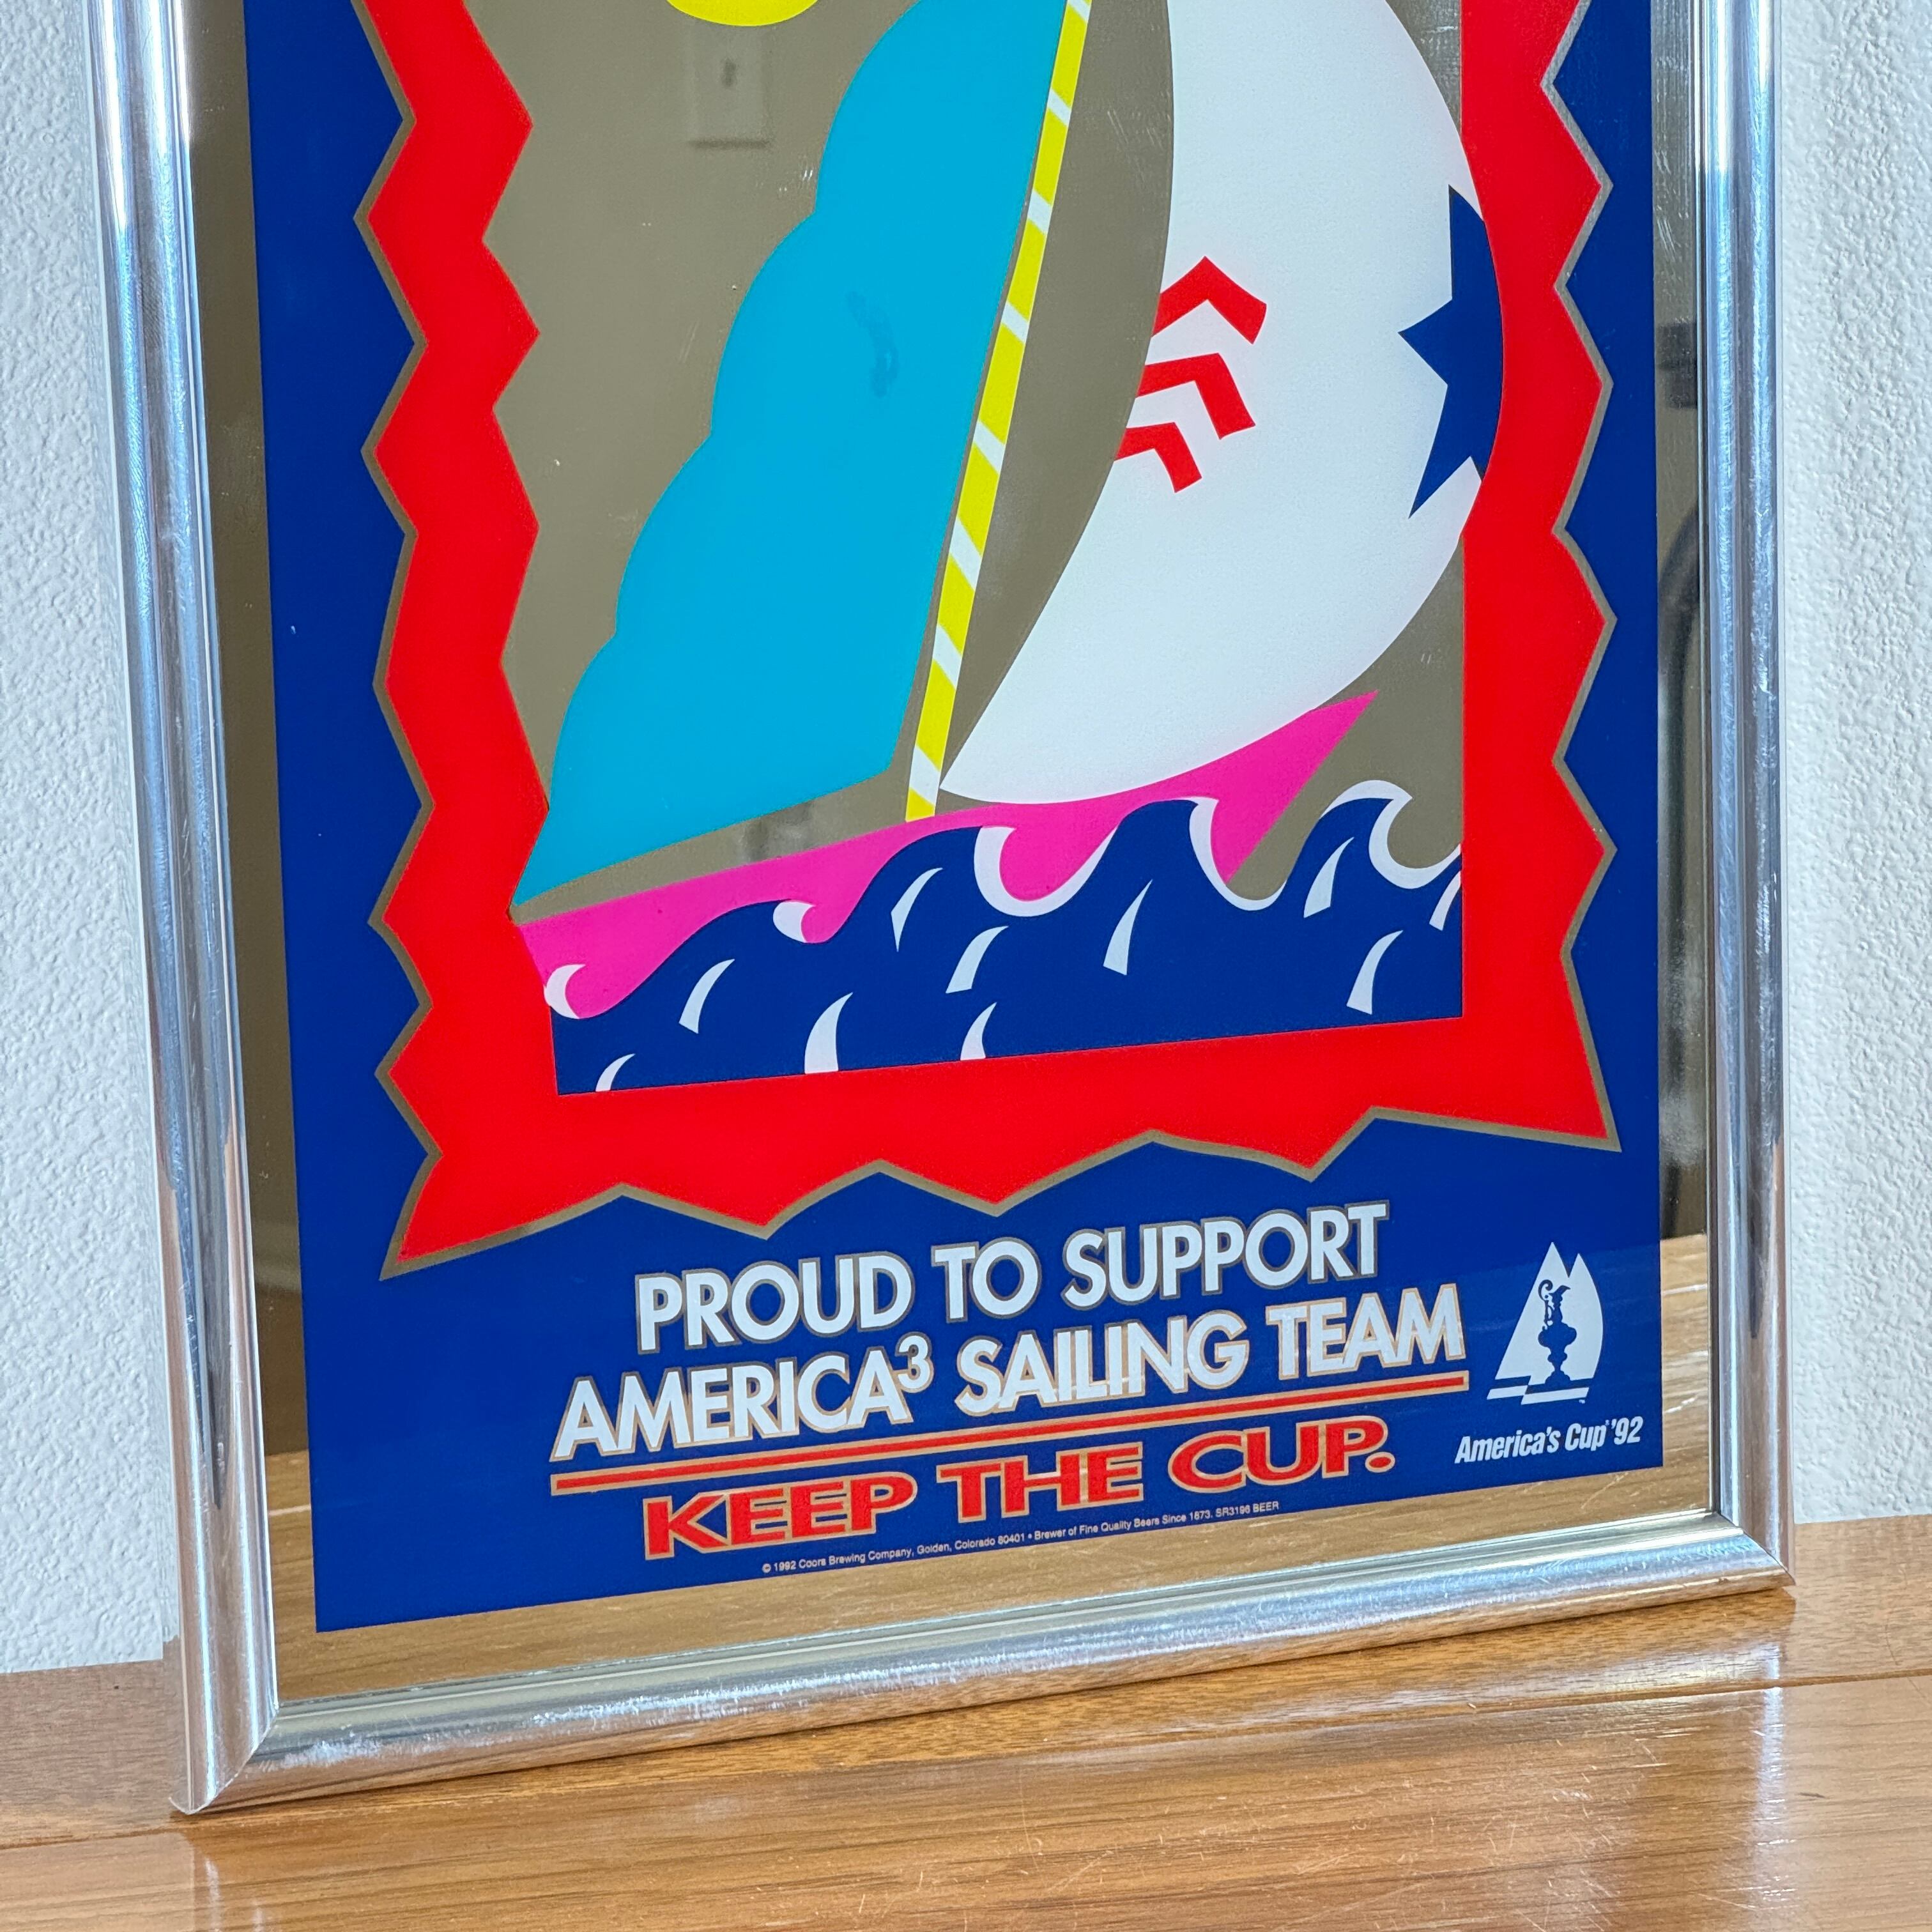 PROUD TO SUPPORT
AMERICA³ SAILING TEAM
KEEP THE CUP.
America's Cup '92
© 1992 Coors Brewing Company, Golden, Colorado 80401 • Brewer of Fine Quality Beers Since 1873. SR3196 BEER